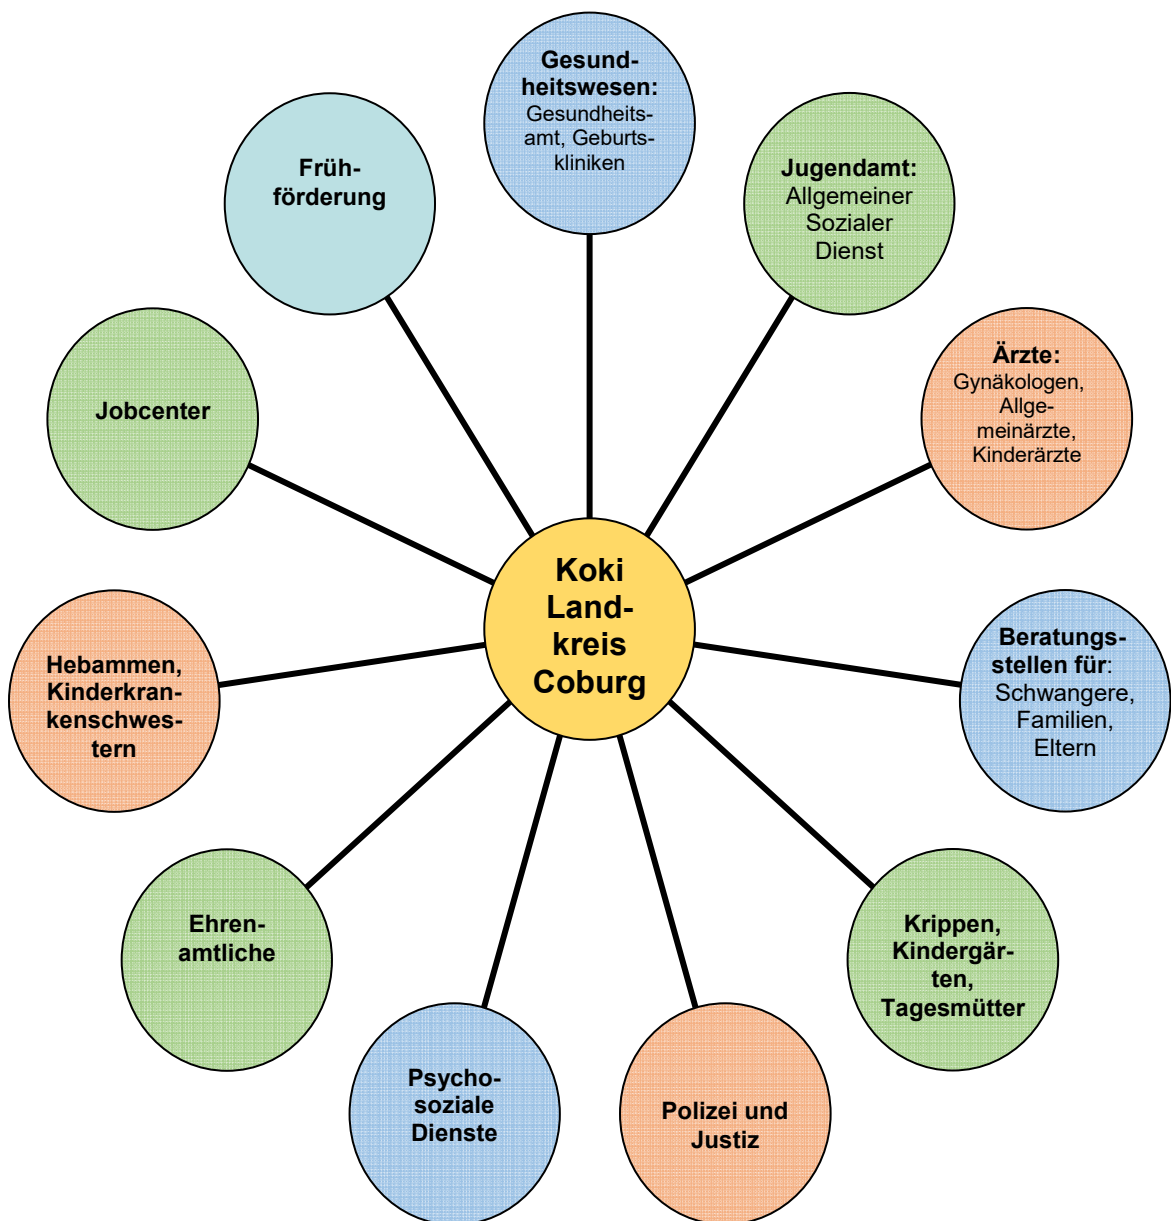 Gesund-
heitswesen:
Gesundheits-
amt, Geburts-
kliniken
Jugendamt:
Allgemeiner
Sozialer
Dienst
Ärzte:
Gynäkologen,
Allge-
meinärzte,
Kinderärzte
Beratungs-
stellen für:
Schwangere,
Familien,
Eltern
Krippen,
Kindergär-
ten,
Tagesmütter
Polizei und
Justiz
Psycho-
soziale
Dienste
Ehren-
amtliche
Hebammen,
Kinderkran-
kenschwes-
tern
Jobcenter
Früh-
förderung
Koki
Land-
kreis
Coburg